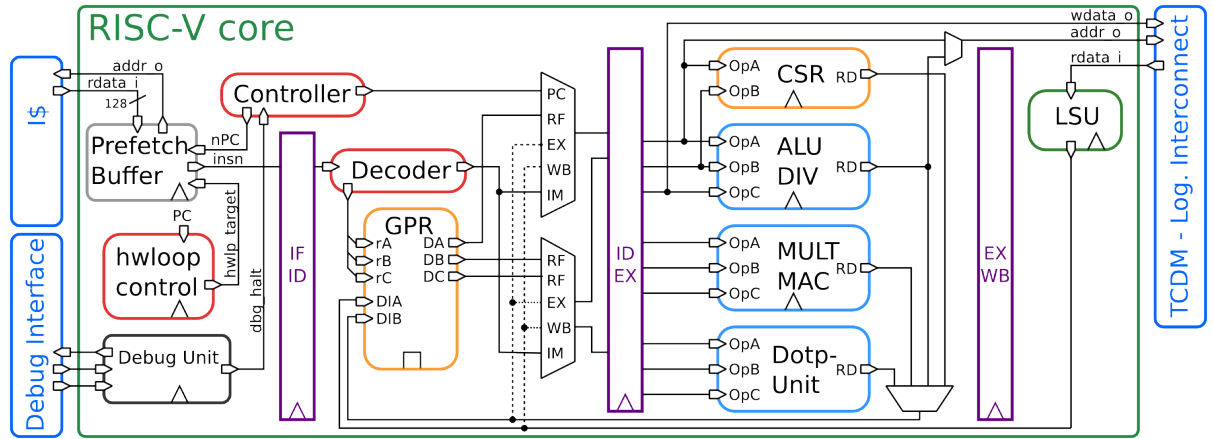 RISC-V core
wdata_o
addr_o
rdata_i
TCDM - Log. Interconnect
I$
addr_o
rdata_i
128
Prefetch
Buffer
nPC
insn
Controller
Decoder
PC
hwloop
control
hwlp_target
dbg_halt
Debug Interface
Debug Unit
IF
ID
GPR
rA
rB
rC
DIA
DIB
DA
DB
DC
PC
RF
EX
WB
IM
RF
RF
EX
WB
IM
ID
EX
OpA
OpB
CSR
RD
OpA
OpB
OpC
ALU
DIV
RD
OpA
OpB
OpC
MULT
MAC
RD
OpA
OpB
OpC
Dotp-
Unit
RD
EX
WB
LSU